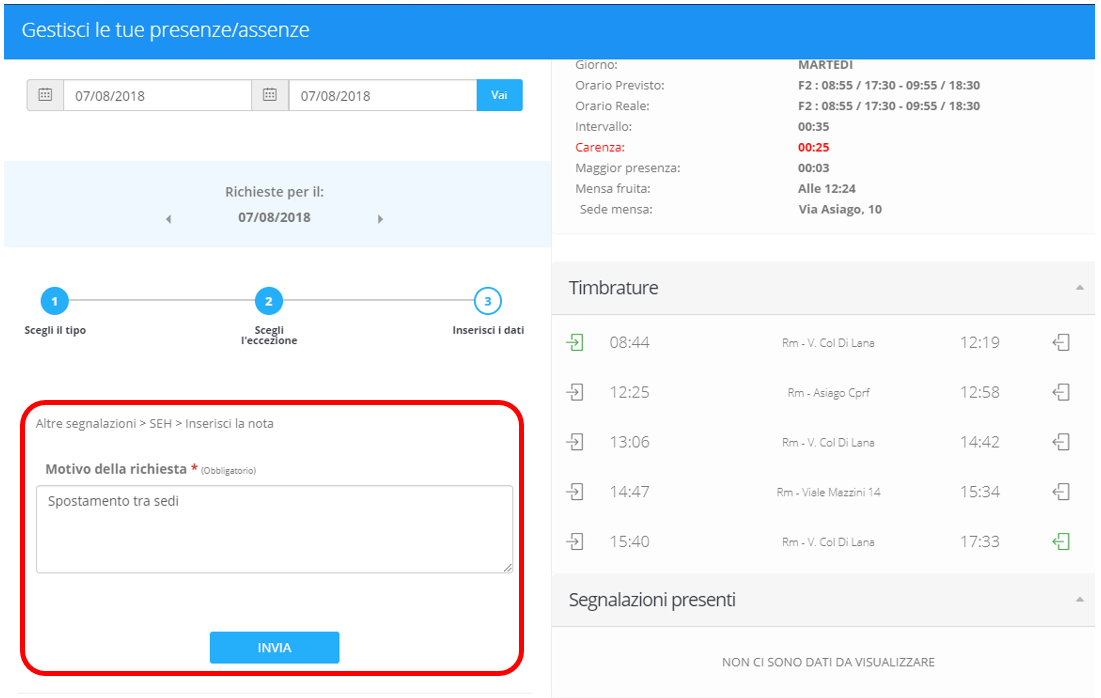 Gestisci le tue presenze/assenze
07/08/2018
07/08/2018
Vai
Richieste per il:
07/08/2018
1
2
3
Scegli il tipo
Scegli
l'eccezione
Inserisci i dati
Altre segnalazioni > SEH > Inserisci la nota
Motivo della richiesta * (Obbligatorio)
Spostamento tra sedi
INVIA
Giorno: MARTEDI
Orario Previsto: F2 : 08:55 / 17:30 - 09:55 / 18:30
Orario Reale: F2 : 08:55 / 17:30 - 09:55 / 18:30
Intervallo: 00:35
Carenza: 00:25
Maggior presenza: 00:03
Mensa fruita: Alle 12:24
Sede mensa: Via Asiago, 10
Timbrature
08:44 Rm - V. Col Di Lana 12:19
12:25 Rm - Asiago Cprf 12:58
13:06 Rm - V. Col Di Lana 14:42
14:47 Rm - Viale Mazzini 14 15:34
15:40 Rm - V. Col Di Lana 17:33
Segnalazioni presenti
NON CI SONO DATI DA VISUALIZZARE